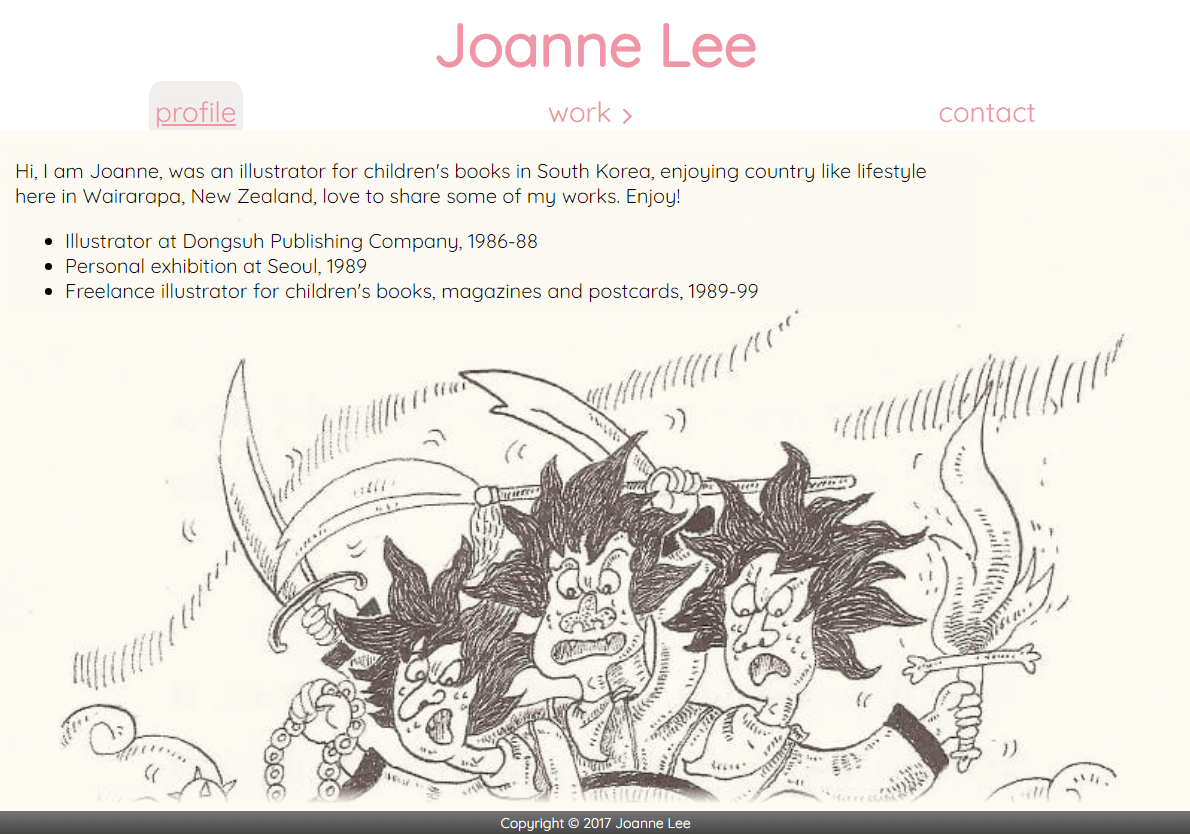 Joanne Lee
profile
work >
contact
Hi, I am Joanne, was an illustrator for children's books in South Korea, enjoying country like lifestyle
here in Wairarapa, New Zealand, love to share some of my works. Enjoy!
• Illustrator at Dongsuh Publishing Company, 1986-88
• Personal exhibition at Seoul, 1989
• Freelance illustrator for children's books, magazines and postcards, 1989-99
Copyright © 2017 Joanne Lee